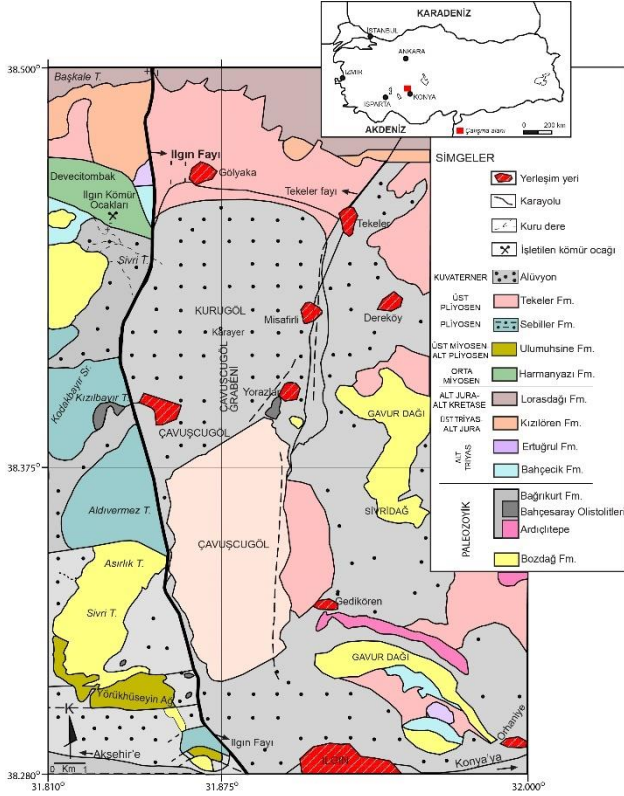 KARADENİZ
İSTANBUL
ANKARA
İZMİR
ISPARTA
KONYA
AKDENİZ
Çalışma alanı
0 200 km
38.500°
Başkale T.
Ilgın Fayı
Devecitombak
Gölyaka
Ilgın Kömür
Ocakları
Tekeler fayı
Tekeler
Sivri T.
KURUGÖL
Misafirli
Dereköy
Karayer
ÇAVUŞCUGÖL
GRABENİ
Kodakbayır Sr.
Kızılbayır T.
Yorazlar
GAVUR DAĞI
ÇAVUŞCUGÖL
38.375°
SİVRİDAĞ
Aldıvermez T.
ÇAVUŞCUGÖL
Asırlık T.
Sivri T.
Gedikören
GAVUR DAĞI
Yörükhüseyin Ağ.
K
Ilgın Fayı
Orhaniye
Akşehir'e
ILGIN
Konya'ya
0 Km 1
38.280°
31.810
31.875°
32.000°
SİMGELER
Yerleşim yeri
Karayolu
Kuru dere
İşletilen kömür ocağı
KUVATERNER
Alüvyon
ÜST
PLİYOSEN
Tekeler Fm.
PLİYOSEN
Sebiller Fm.
ÜST MİYOSEN-
ALT PLİYOSEN
Ulumuhsine Fm.
ORTA
MİYOSEN
Harmanyazı Fm.
ALT JURA-
ALT KRETASE
Lorasdağı Fm.
ÜST TRİYAS
ALT JURA
Kızılören Fm.
ALT
TRİYAS
Ertuğrul Fm.
Bahçecik Fm.
PALEOZOYİK
Bağrıkurt Fm.
Bahçesaray Olistolitleri
Ardıçlıtepe
Bozdağ Fm.